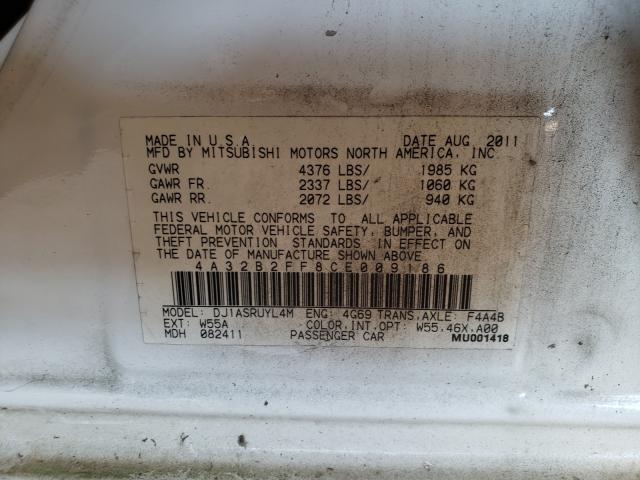 MADE IN U.S.A. DATE AUG 2011
MFD BY MITSUBISHI MOTORS NORTH AMERICA, INC.
GVWR 4376 LBS/ 1985 KG
GAWR FR. 2337 LBS/ 1060 KG
GAWR RR. 2072 LBS/ 940 KG
THIS VEHICLE CONFORMS TO ALL APPLICABLE
FEDERAL MOTOR VEHICLE SAFETY, BUMPER, AND
THEFT PREVENTION STANDARDS IN EFFECT ON
THE DATE OF MANUFACTURE SHOWN ABOVE.
4A32B2FF8CE009186
MODEL: DJ1ASRUYL4M ENG: 4G69 TRANS.AXLE: F4A4B
EXT: W55A COLOR,INT,OPT: W55.46X.A00
MDH 082411 PASSENGER CAR MU001418